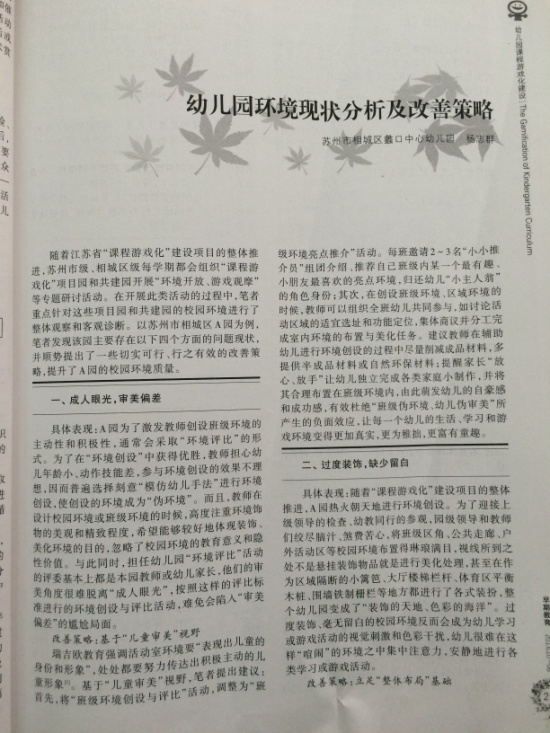 幼儿园课程游戏化建设 | The Gamification of Kindergarten Curriculum
幼儿园环境现状分析及改善策略
苏州市相城区蠡口中心幼儿园 杨志群
随着江苏省“课程游戏化”建设项目的整体推
进，苏州市级、相城区级每学期都会组织“课程游
戏化”项目园和共建园开展“环境开放、游戏观摩”
等专题研讨活动。在开展此类活动的过程中，笔者
重点针对这些项目园和共建园的校园环境进行了
整体观察和客观诊断。以苏州市相城区A园为例，
笔者发现该园主要存在以下四个方面的问题现状，
并顺势提出了一些切实可行、行之有效的改善策
略，提升了A园的校园环境质量。
一、成人眼光，审美偏差
具体表现：A园为了激发教师创设班级环境的
主动性和积极性，通常会采取“环境评比”的形
式。为了在“环境创设”中获得优胜，教师担心幼
儿年龄小、动作技能差，参与环境创设的效果不理
想，因而普遍选择刻意“模仿幼儿手法”进行环境
创设，使创设的环境成为“伪环境”。而且，教师在
设计校园环境或班级环境的时候，高度注重环境饰
物的美观和精致程度，希望能够较好地体现装饰、
美化环境的目的，忽略了校园环境的教育意义和隐
性价值。与此同时，担任幼儿园“环境评比”活动
的评委基本上都是本园教师或幼儿家长，他们的审
美角度很难脱离“成人眼光”，按照这样的评比标
准进行的环境创设与评比活动，难免会陷入“审美
偏差”的尴尬局面。
改善策略：基于“儿童审美”视野
瑞吉欧教育强调活动室环境要“表现出儿童的
身份和形象”，处处都要努力传达出积极主动的儿
童形象。基于“儿童审美”视野，笔者提出建议：
首先，将“班级环境创设与评比”活动，调整为“班
级环境亮点推介”活动。每班邀请2~3名“小小推
介员”组团介绍、推荐自己班级内某一个最有趣、
小朋友最喜欢的亮点环境，归还幼儿“小主人翁”
的角色身份；其次，在创设班级环境、区域环境的
时候，教师可以组织全班幼儿共同参与，如讨论活
动区域的适宜选址和功能定位，集体商议并分工完
成室内环境的布置与美化任务。建议教师在辅助
幼儿进行环境创设的过程中尽量削减成品材料，多
提供半成品材料或自然环保材料；提醒家长“放
心、放手”让幼儿独立完成各类家庭小制作，并将
其合理布置在班级环境内，由此萌发幼儿的自豪感
和成功感，有效杜绝“班级伪环境、幼儿伪审美”所
产生的负面效应，让每一个幼儿的生活、学习和游
戏环境变得更加真实，更为稚拙，更富有童趣。
二、过度装饰，缺少留白
具体表现：随着“课程游戏化”建设项目的整体
推进，A园热火朝天地进行环境创设。为了迎接上
级领导的检查、幼教同行的参观，园级领导和教师
们绞尽脑汁、煞费苦心，将班级区角、公共走廊、户
外活动区等校园环境布置得琳琅满目，视线所到之
处不是悬挂装饰物品就是进行美化处理，甚至在作
为区域隔断的小篱笆、大厅楼梯栏杆、体育区平衡
木桩、围墙铁制栅栏等地方都进行了各式装扮，整
个幼儿园变成了“装饰的天地、色彩的海洋”。过
度装饰、毫无留白的校园环境反而会成为幼儿学习
或游戏活动的视觉刺激和色彩干扰，幼儿很难在这
样“喧闹”的环境之中集中注意力，安静地进行各
类学习或游戏活动。
改善策略：立足“整体布局”基础
早期教育